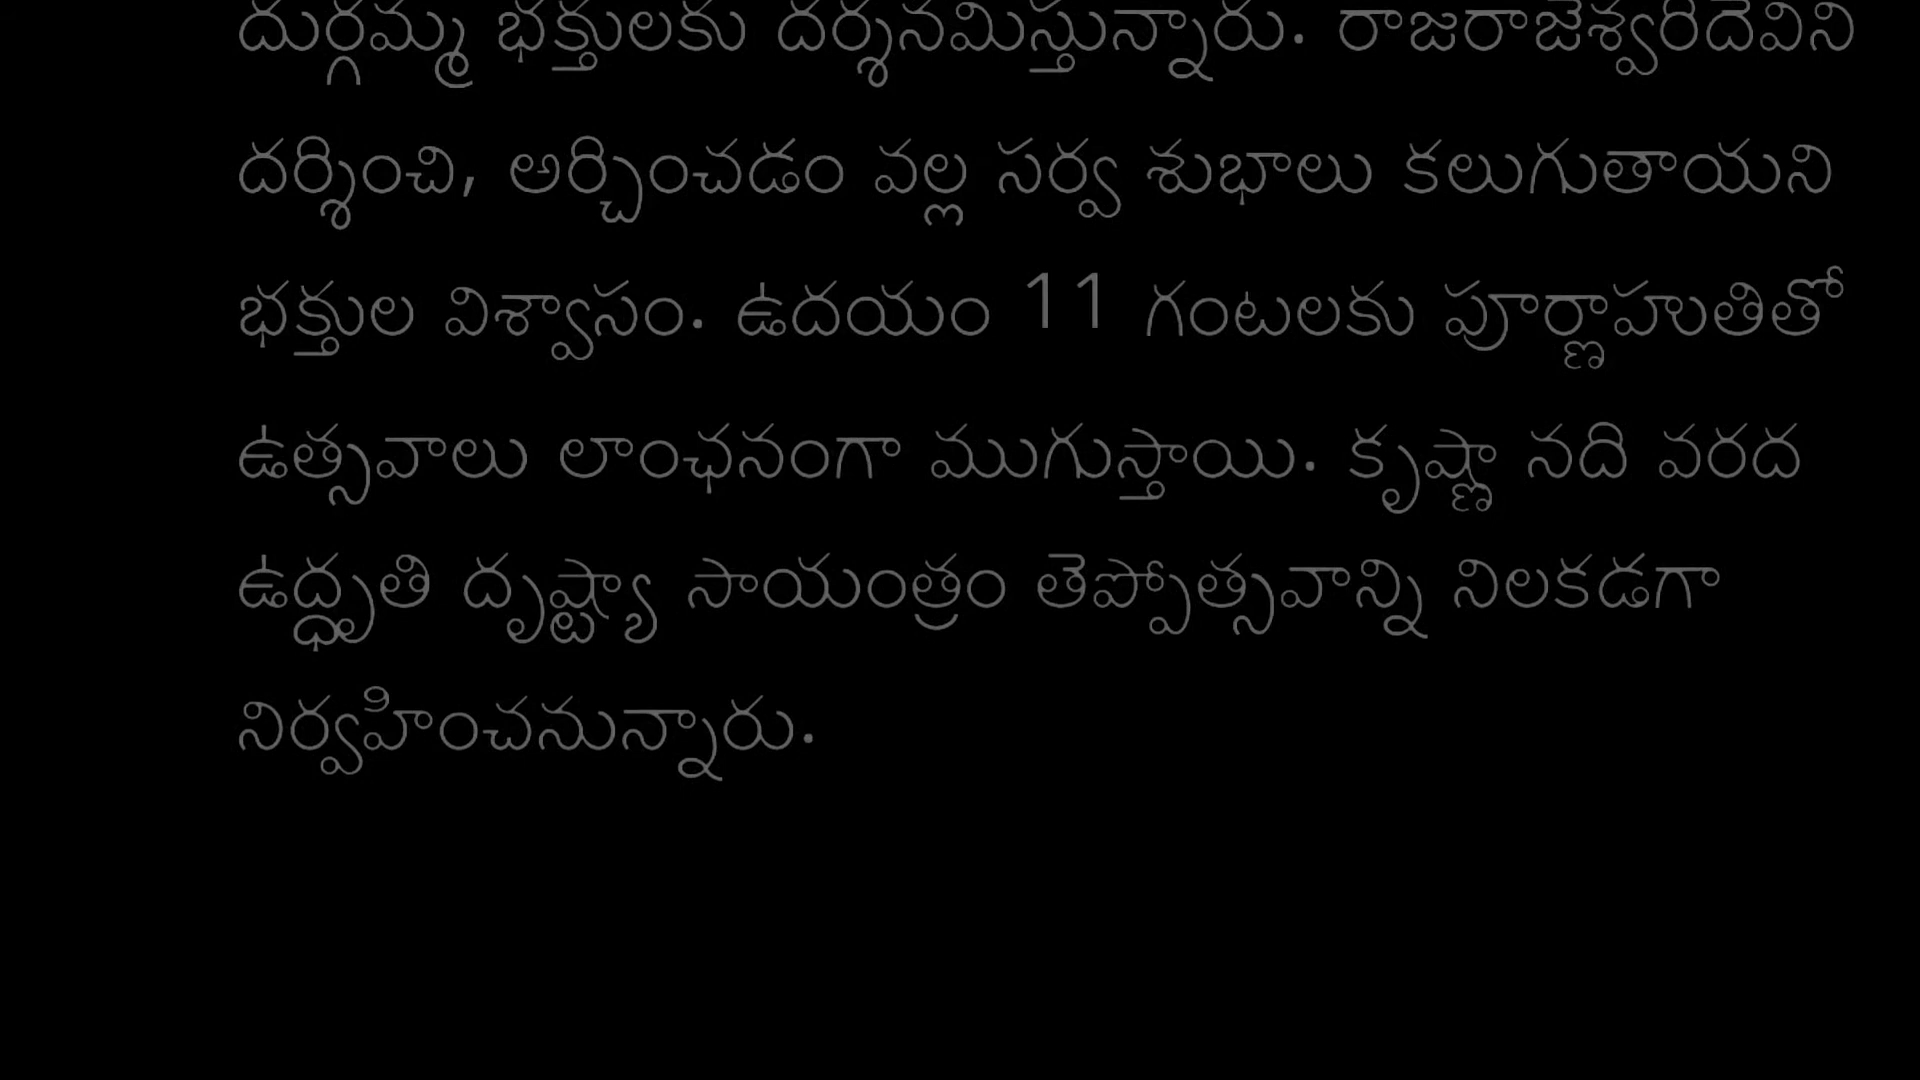 దుర్గమ్మ భక్తులకు దర్శనమిస్తున్నారు. రాజరాజేశ్వరిదేవిని
దర్శించి, అర్చించడం వల్ల సర్వ శుభాలు కలుగుతాయని
భక్తుల విశ్వాసం. ఉదయం 11 గంటలకు పూర్ణాహుతితో
ఉత్సవాలు లాంఛనంగా ముగుస్తాయి. కృష్ణా నది వరద
ఉద్ధృతి దృష్ట్యా సాయంత్రం తెప్పోత్సవాన్ని నిలకడగా
నిర్వహించనున్నారు.